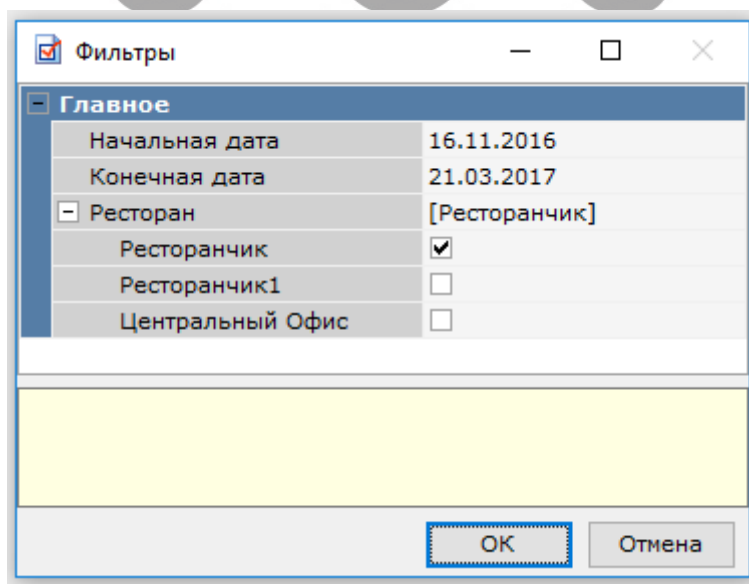 Фильтры
Главное
Начальная дата 16.11.2016
Конечная дата 21.03.2017
Ресторан [Ресторанчик]
Ресторанчик
Ресторанчик1
Центральный Офис
ОК Отмена